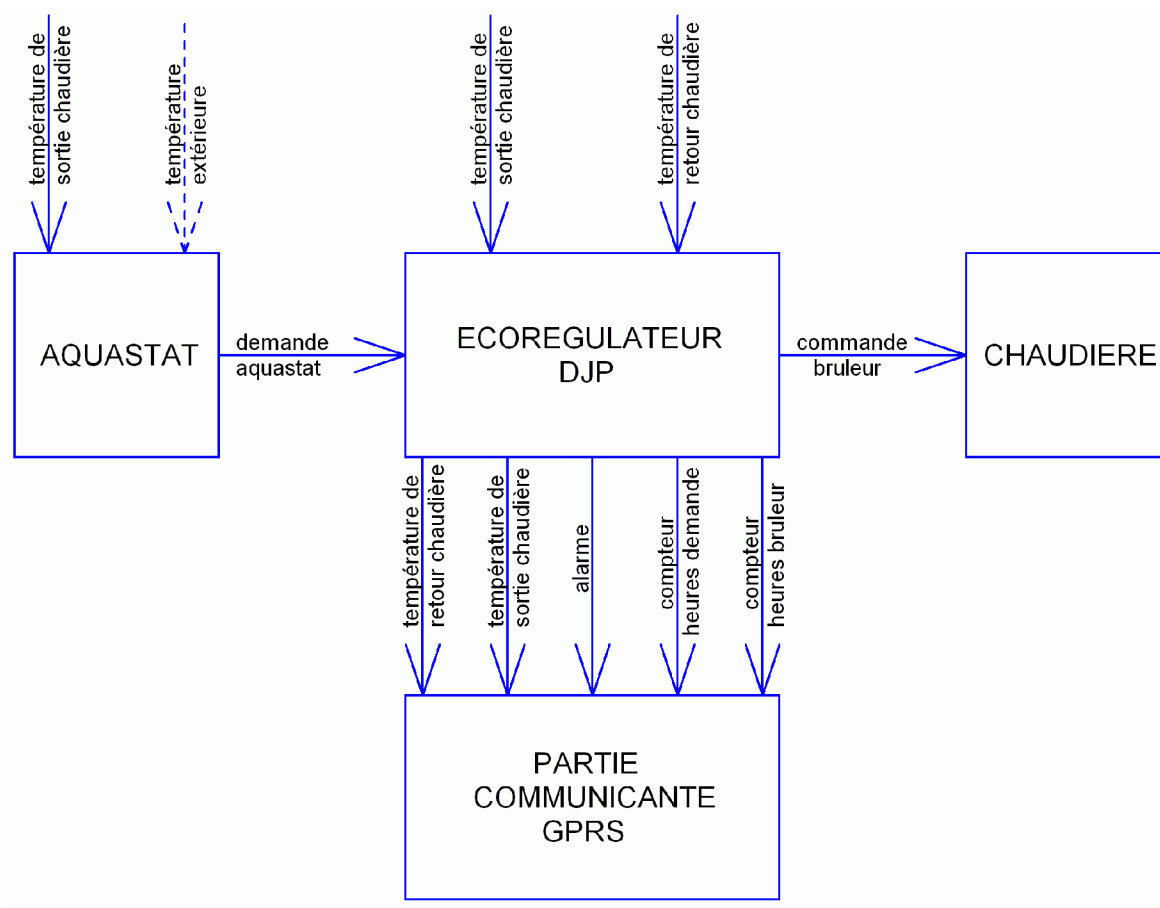 température de
sortie chaudière
température
extérieure
température de
sortie chaudière
température de
retour chaudière
AQUASTAT
demande
aquastat
ECOREGULATEUR
DJP
commande
bruleur
CHAUDIERE
température de
retour chaudière
température de
sortie chaudière
alarme
compteur
heures demande
compteur
heures bruleur
PARTIE
COMMUNICANTE
GPRS